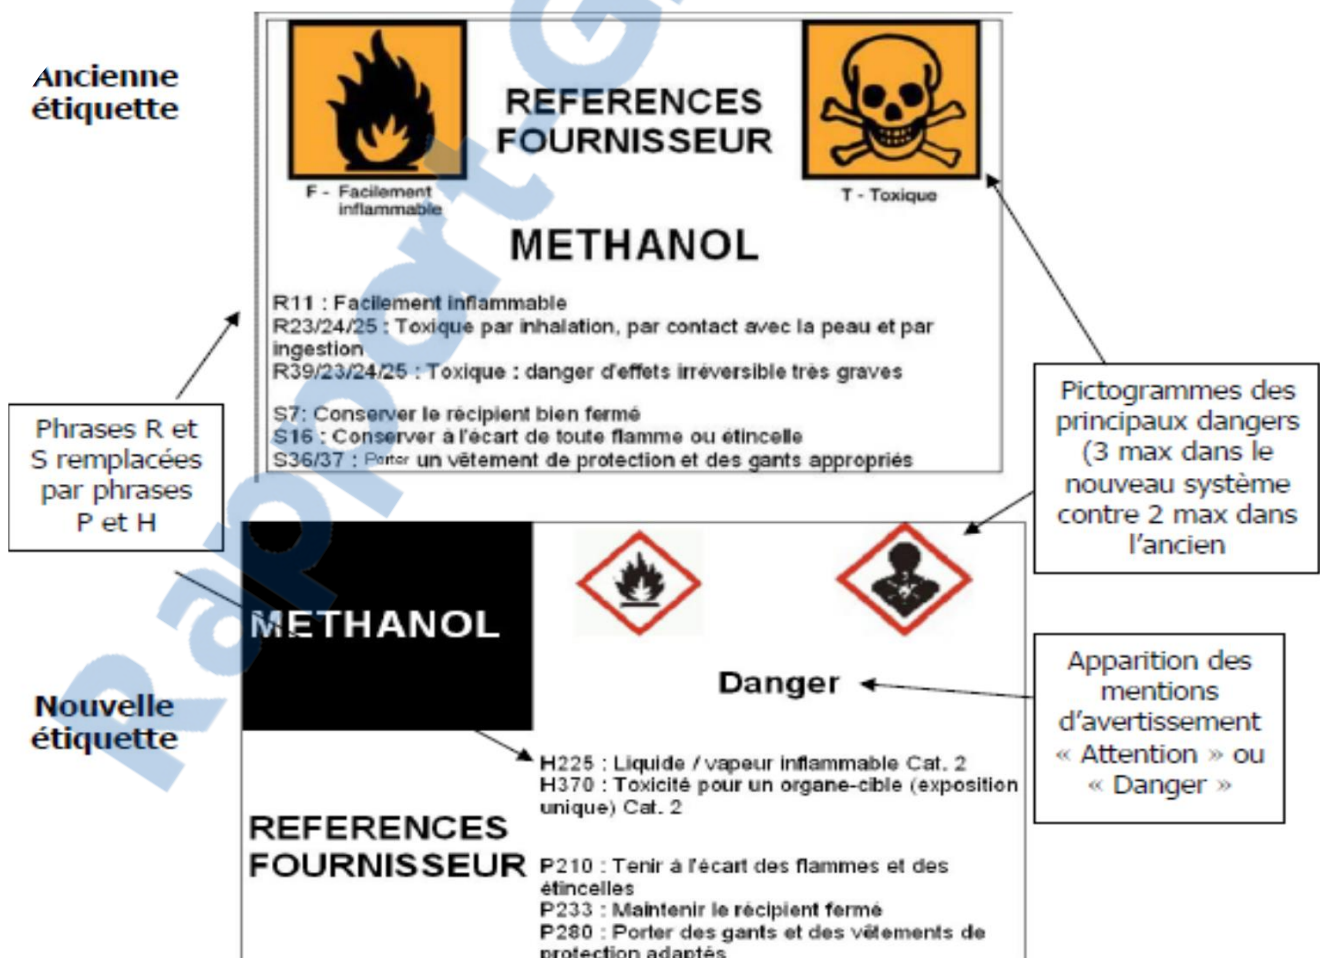 Ancienne
étiquette
REFERENCES
FOURNISSEUR
F - Facilement
inflammable
T - Toxique
METHANOL
R11 : Facilement inflammable
R23/24/25 : Toxique par inhalation, par contact avec la peau et par
ingestion
R39/23/24/25 : Toxique : danger d'effets irréversible très graves
S7: Conserver le récipient bien fermé
S16 : Conserver à l'écart de toute flamme ou étincelle
S36/37 : Porter un vêtement de protection et des gants appropriés
Phrases R et
S remplacées
par phrases
P et H
Pictogrammes des
principaux dangers
(3 max dans le
nouveau système
contre 2 max dans
l'ancien
Nouvelle
étiquette
METHANOL
Danger
Apparition des
mentions
d'avertissement
« Attention » ou
« Danger »
H225 : Liquide / vapeur inflammable Cat. 2
H370 : Toxicité pour un organe-cible (exposition
unique) Cat. 2
REFERENCES
FOURNISSEUR
P210 : Tenir à l'écart des flammes et des
étincelles
P233 : Maintenir le récipient fermé
P280 : Porter des gants et des vêtements de
protection adaptés
Rapport-G